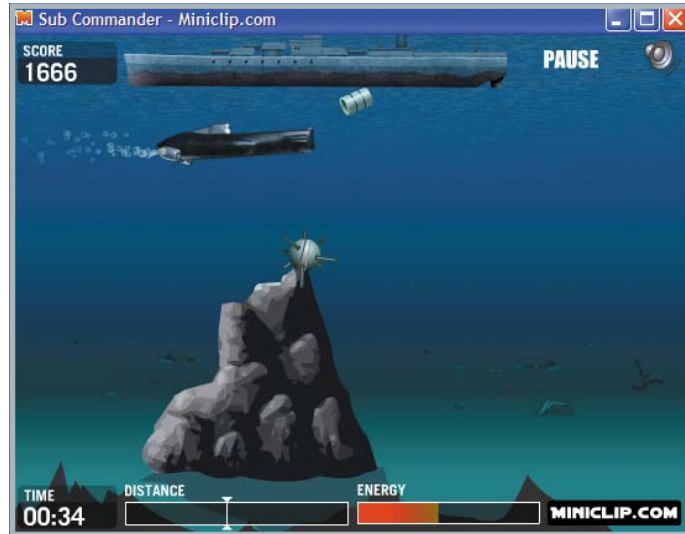 Sub Commander - Miniclip.com
SCORE
1666
PAUSE
TIME
00:34
DISTANCE
ENERGY
MINICLIP.COM